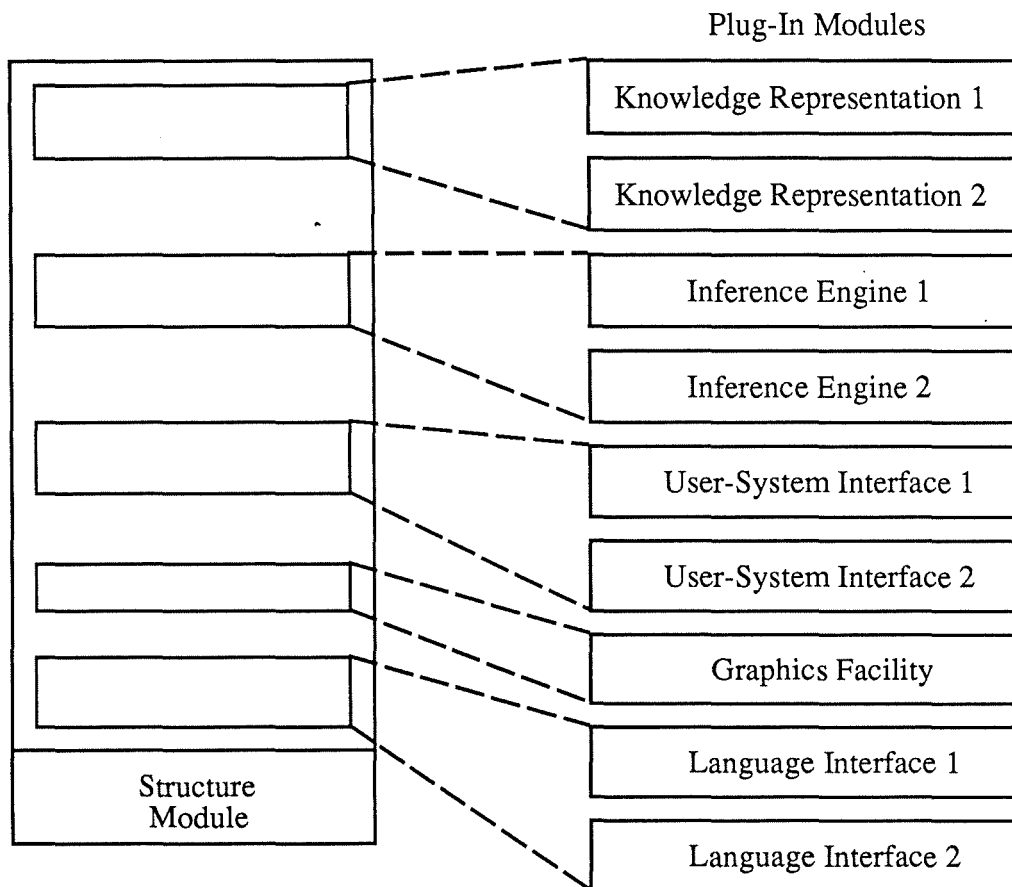 Plug-In Modules
Knowledge Representation 1
Knowledge Representation 2
Inference Engine 1
Inference Engine 2
User-System Interface 1
User-System Interface 2
Graphics Facility
Language Interface 1
Language Interface 2
Structure
Module